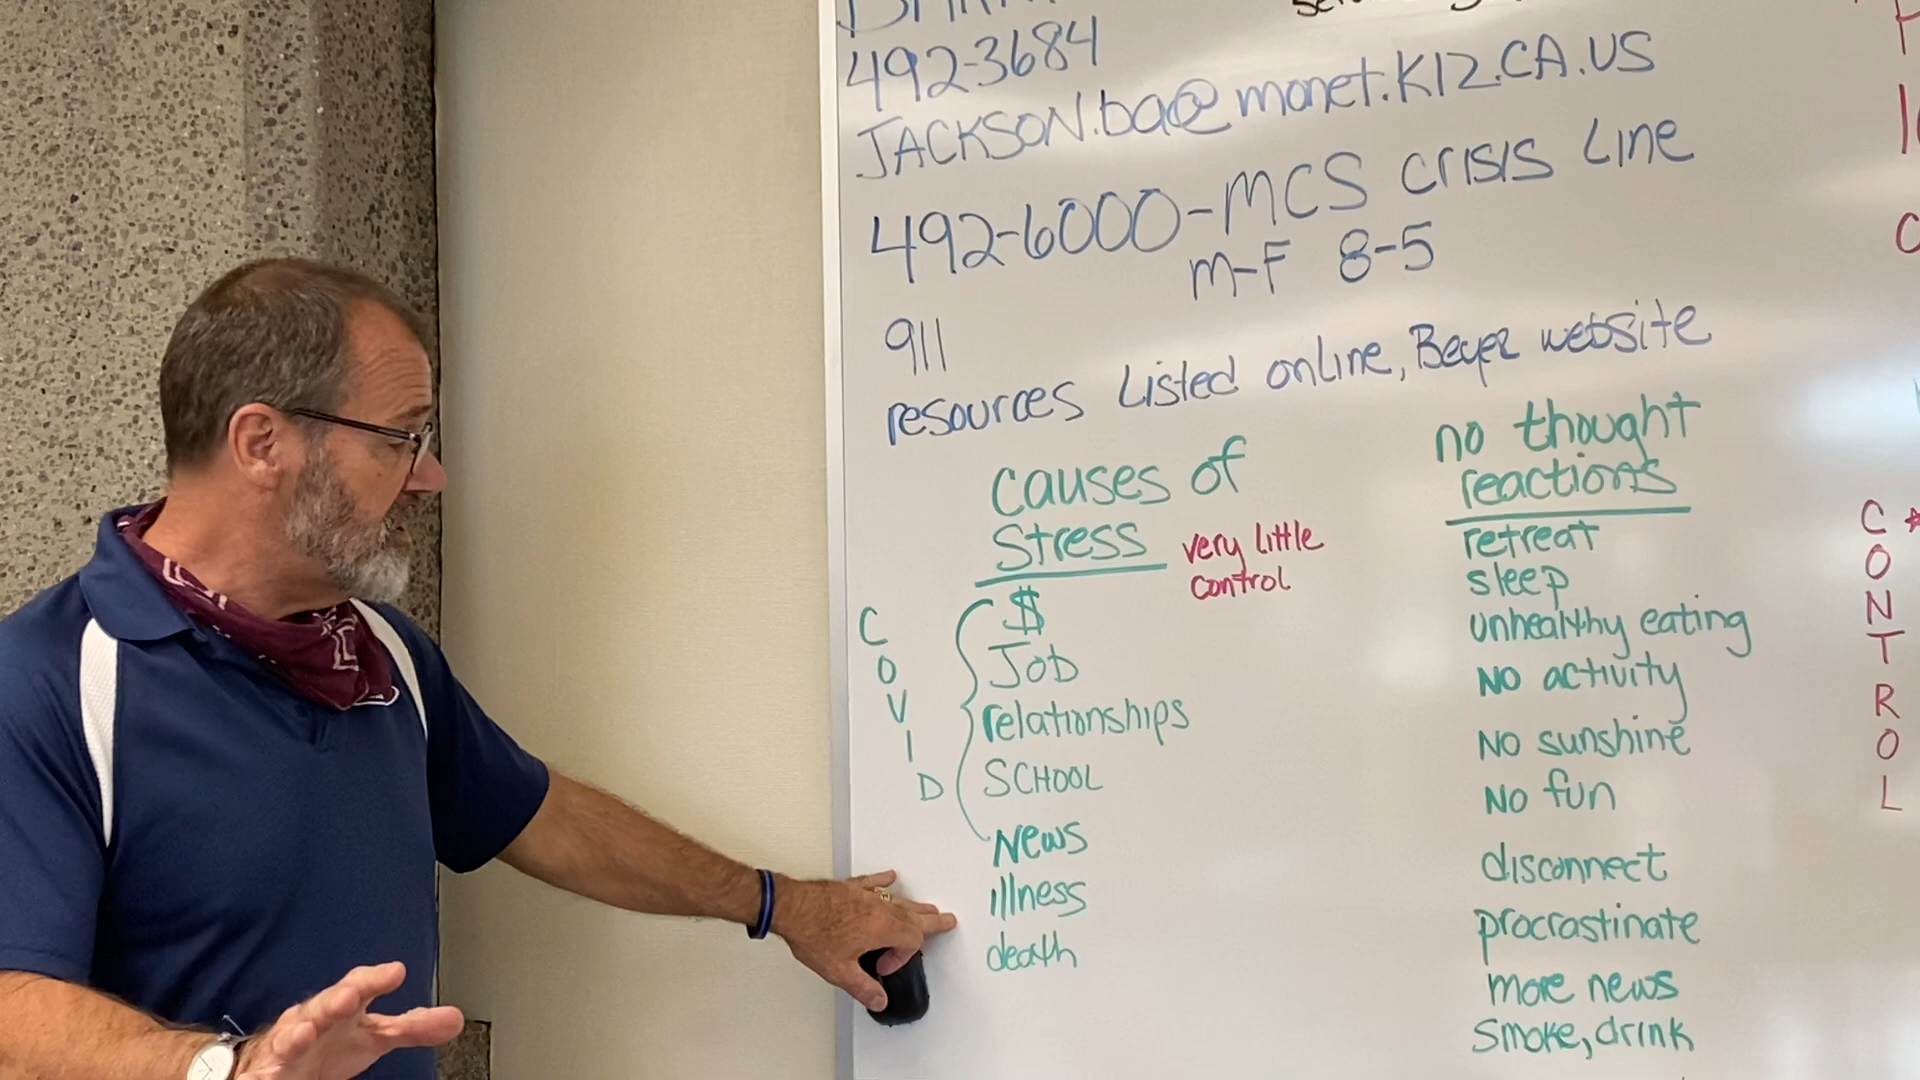 492-3684
JACKSON.ba@monet.K12.CA.US
492-6000-MCS crisis Line
M-F 8-5
911
resources Listed online, Beyer website
causes of
Stress
very little
control
$
Job
relationships
SCHOOL
News
illness
death
COVID
no thought
reactions
retreat
sleep
unhealthy eating
NO activity
NO sunshine
NO fun
disconnect
procrastinate
more news
Smoke, drink
CONTROL